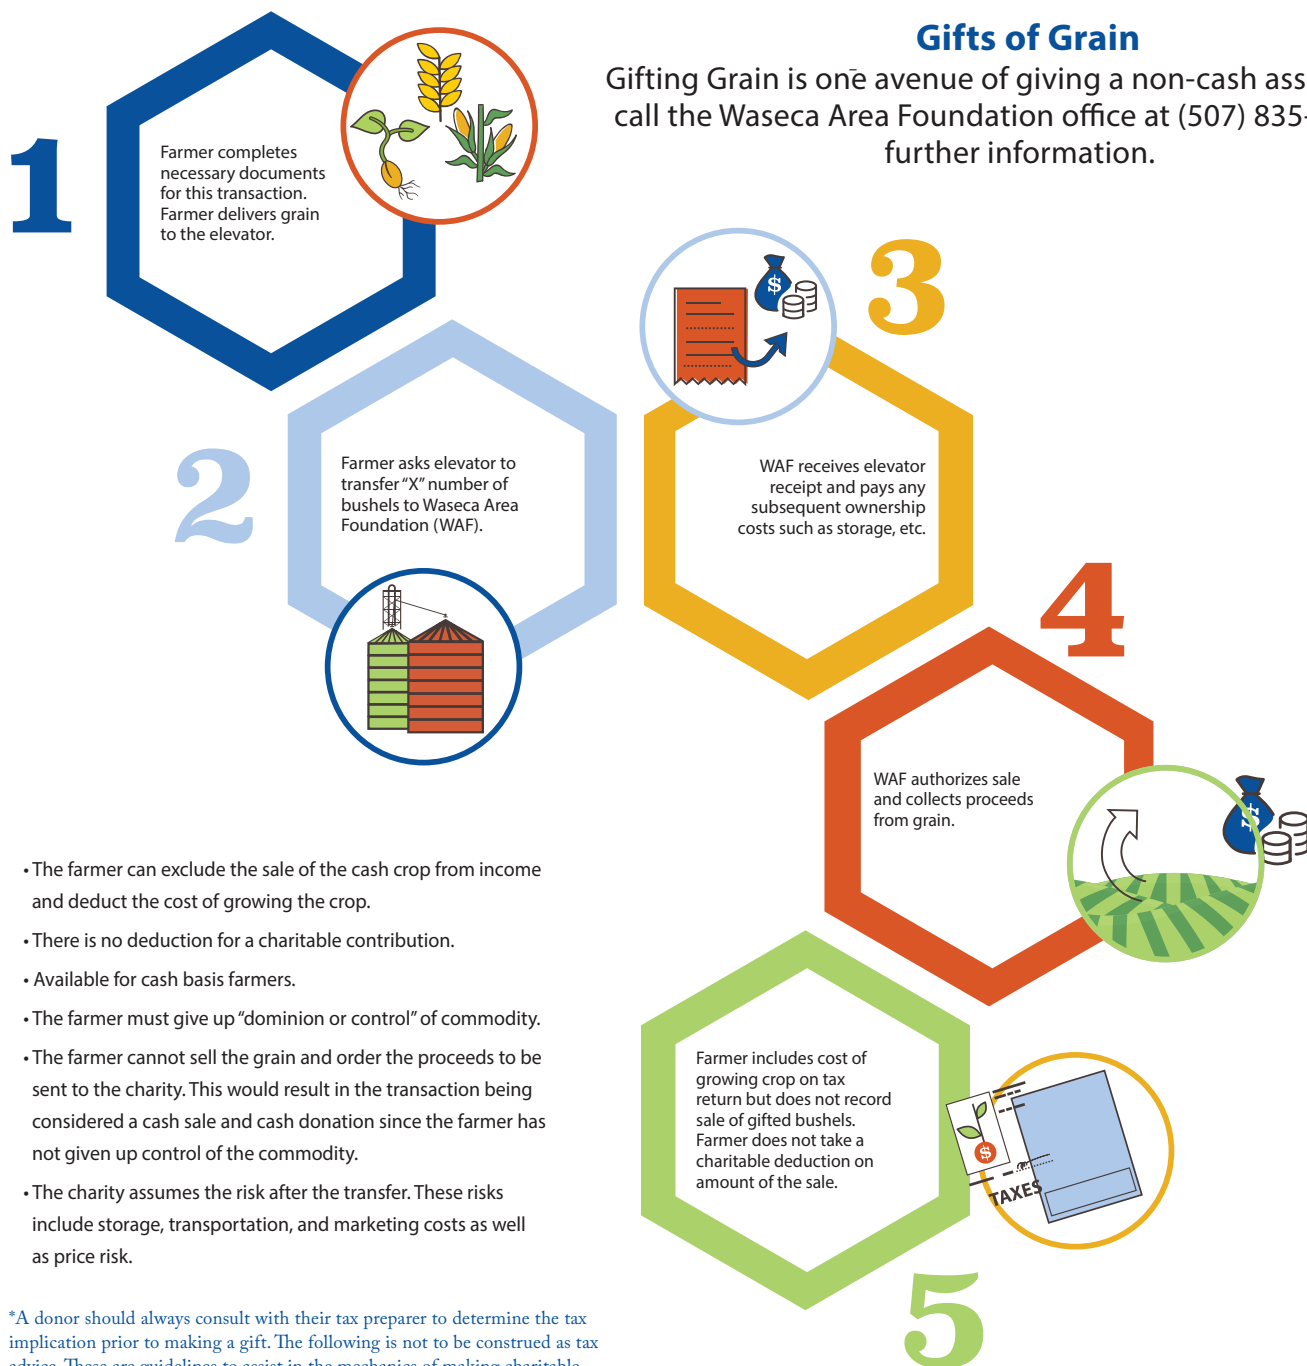 Gifts of Grain
Gifting Grain is one avenue of giving a non-cash
call the Waseca Area Foundation office at (507) 835-
further information.
1
Farmer completes
necessary documents
for this transaction.
Farmer delivers grain
to the elevator.
2
Farmer asks elevator to
transfer “X” number of
bushels to Waseca Area
Foundation (WAF).
3
$
WAF receives elevator
receipt and pays any
subsequent ownership
costs such as storage, etc.
4
WAF authorizes sale
and collects proceeds
from grain.
$
5
Farmer includes cost of
growing crop on tax
return but does not record
sale of gifted bushels.
Farmer does not take a
charitable deduction on
amount of the sale.
$
TAXES
• The farmer can exclude the sale of the cash crop from income
and deduct the cost of growing the crop.
• There is no deduction for a charitable contribution.
• Available for cash basis farmers.
• The farmer must give up “dominion or control” of commodity.
• The farmer cannot sell the grain and order the proceeds to be
sent to the charity. This would result in the transaction being
considered a cash sale and cash donation since the farmer has
not given up control of the commodity.
• The charity assumes the risk after the transfer. These risks
include storage, transportation, and marketing costs as well
as price risk.
*A donor should always consult with their tax preparer to determine the tax
implication prior to making a gift. The following is not to be construed as tax
advice. These are guidelines to assist in the mechanics of making charitable